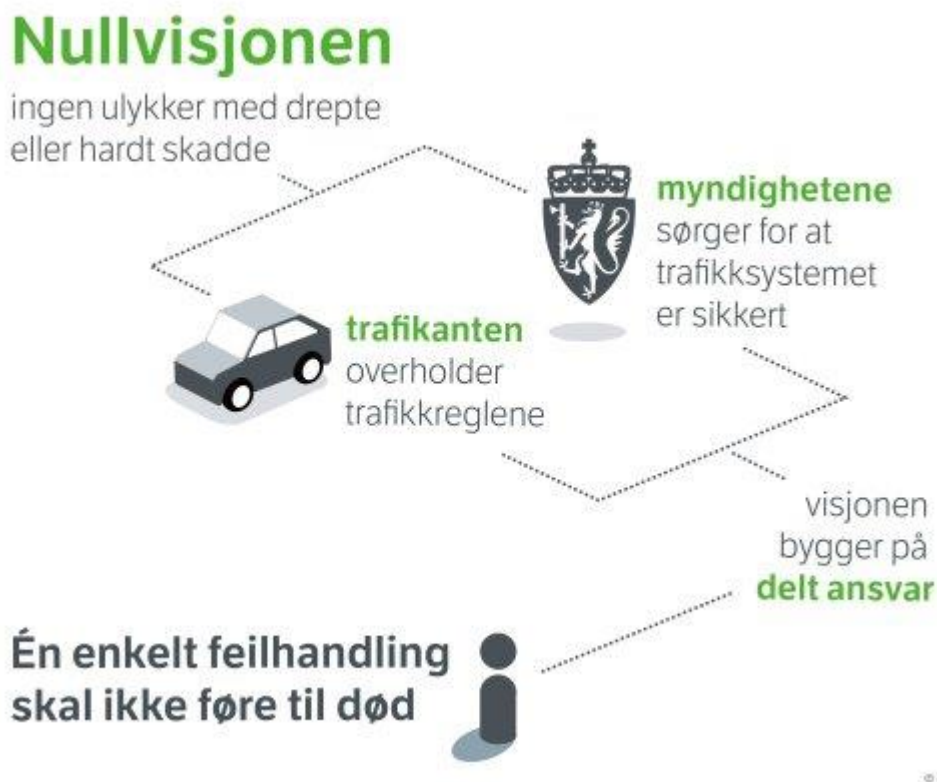 Nullvisjonen
ingen ulykker med drepte
eller hardt skadde
myndighetene
sørger for at
trafikksystemet
er sikkert
trafikanten
overholder
trafikkreglene
visjonen
bygger på
delt ansvar
Én enkelt feilhandling
skal ikke føre til død